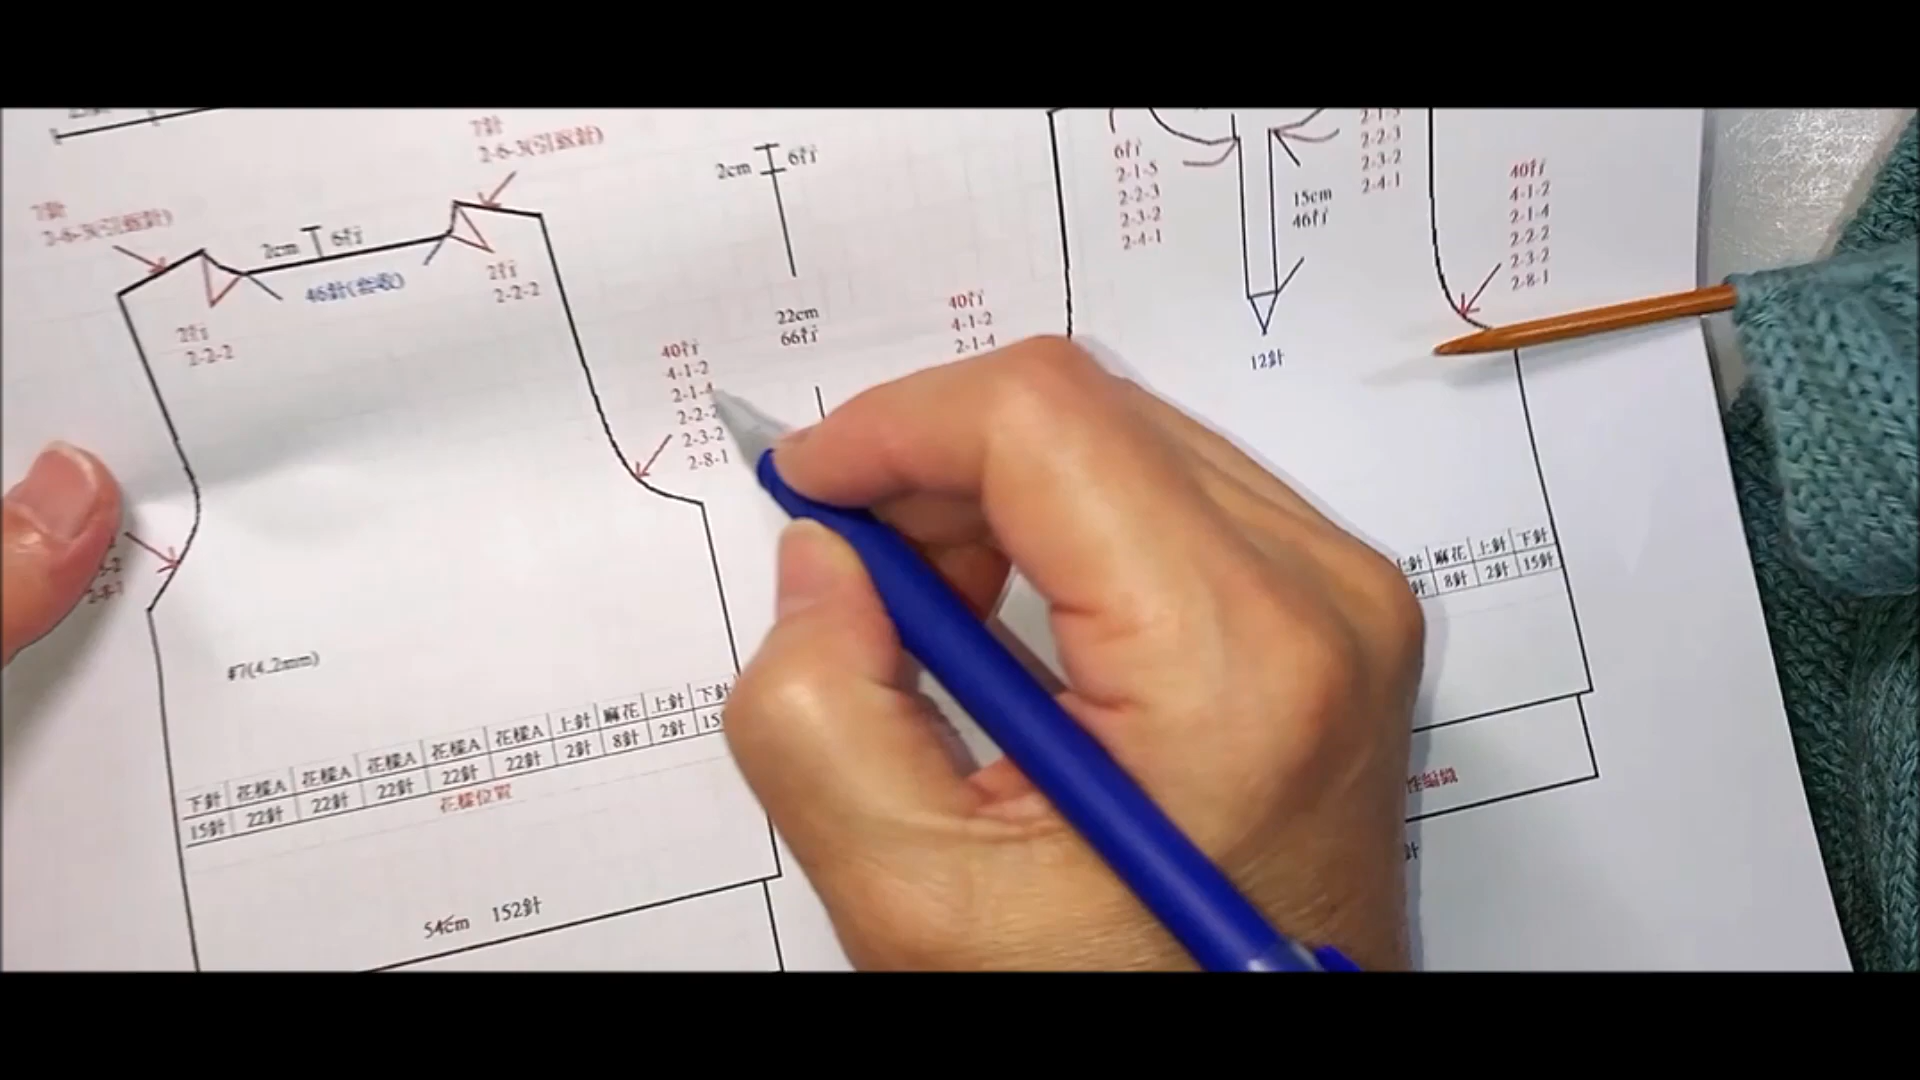 7針
2-6-3(引返針)
7針
2-6-3(引返針)
2cm
6行
46針(套收)
2行
2-2-2
2行
2-2-2
2cm
6行
22cm
66行
40行
4-1-2
2-1-4
2-2-2
2-3-2
2-8-1
40行
4-1-2
2-1-4
6行
2-1-5
2-2-3
2-3-2
2-4-1
2-2-3
2-3-2
2-4-1
15cm
46行
12針
40行
4-1-2
2-1-4
2-2-2
2-3-2
2-8-1
2-8-1
#7(4.2mm)
下針 花樣A 花樣A 花樣A 花樣A 花樣A 上針 麻花 上針 下針
15針 22針 22針 22針 22針 22針 2針 8針 2針 15
花樣位置
54cm 152針
上針 麻花 上針 下針
針 8針 2針 15針
性編織
針